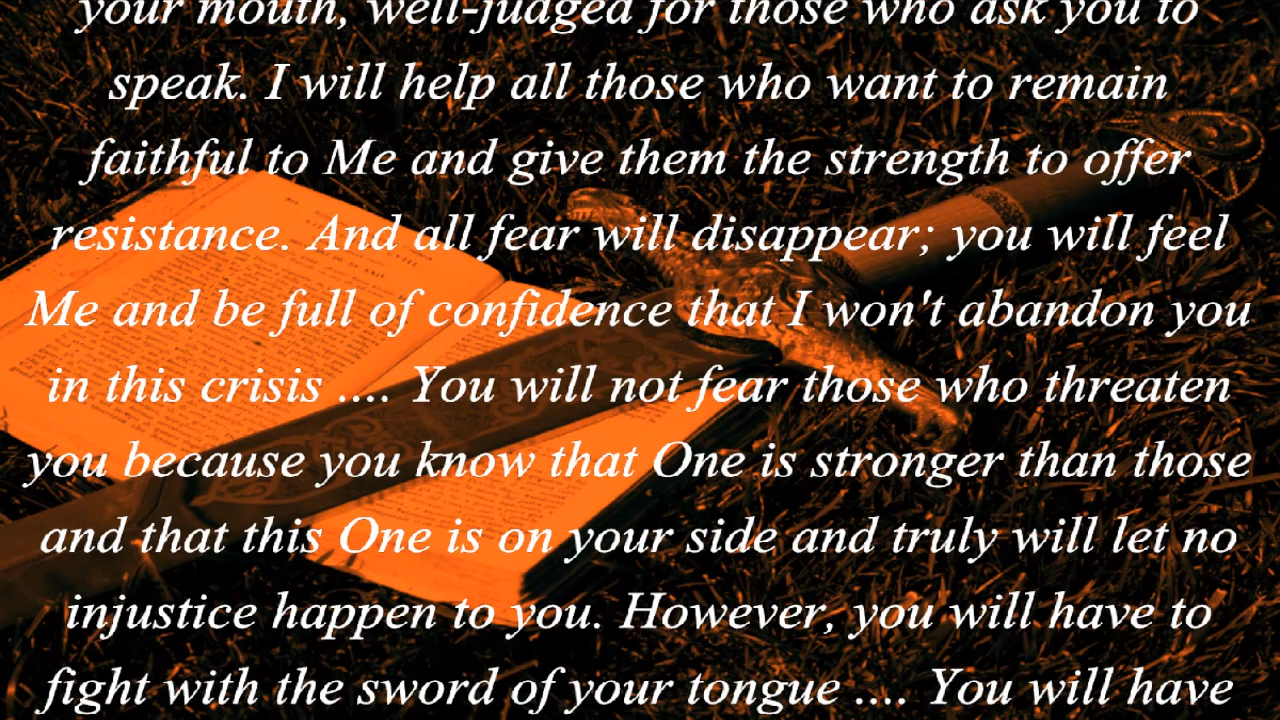 your mouth, well-judged for those who ask you to
speak. I will help all those who want to remain
faithful to Me and give them the strength to offer
resistance. And all fear will disappear; you will feel
Me and be full of confidence that I won't abandon you
in this crisis .... You will not fear those who threaten
you because you know that One is stronger than those
and that this One is on your side and truly will let no
injustice happen to you. However, you will have to
fight with the sword of your tongue .... You will have